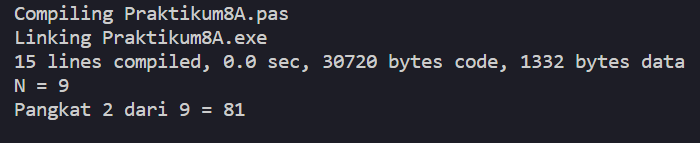 Compiling Praktikum8A.pas
Linking Praktikum8A.exe
15 lines compiled, 0.0 sec, 30720 bytes code, 1332 bytes data
N = 9
Pangkat 2 dari 9 = 81